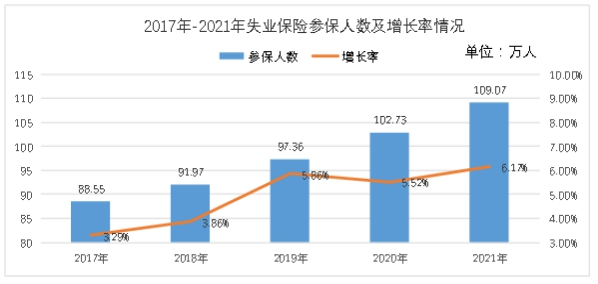 2017年-2021年失业保险参保人数及增长率情况
单位：万人
参保人数 增长率
115 10.00%
110 9.00%
105 8.00%
100 7.00%
95 6.00%
90 5.00%
85 4.00%
80 3.00%
88.55 91.97 97.36 102.73 109.07
3.29% 3.86% 5.86% 5.52% 6.17%
2017年 2018年 2019年 2020年 2021年